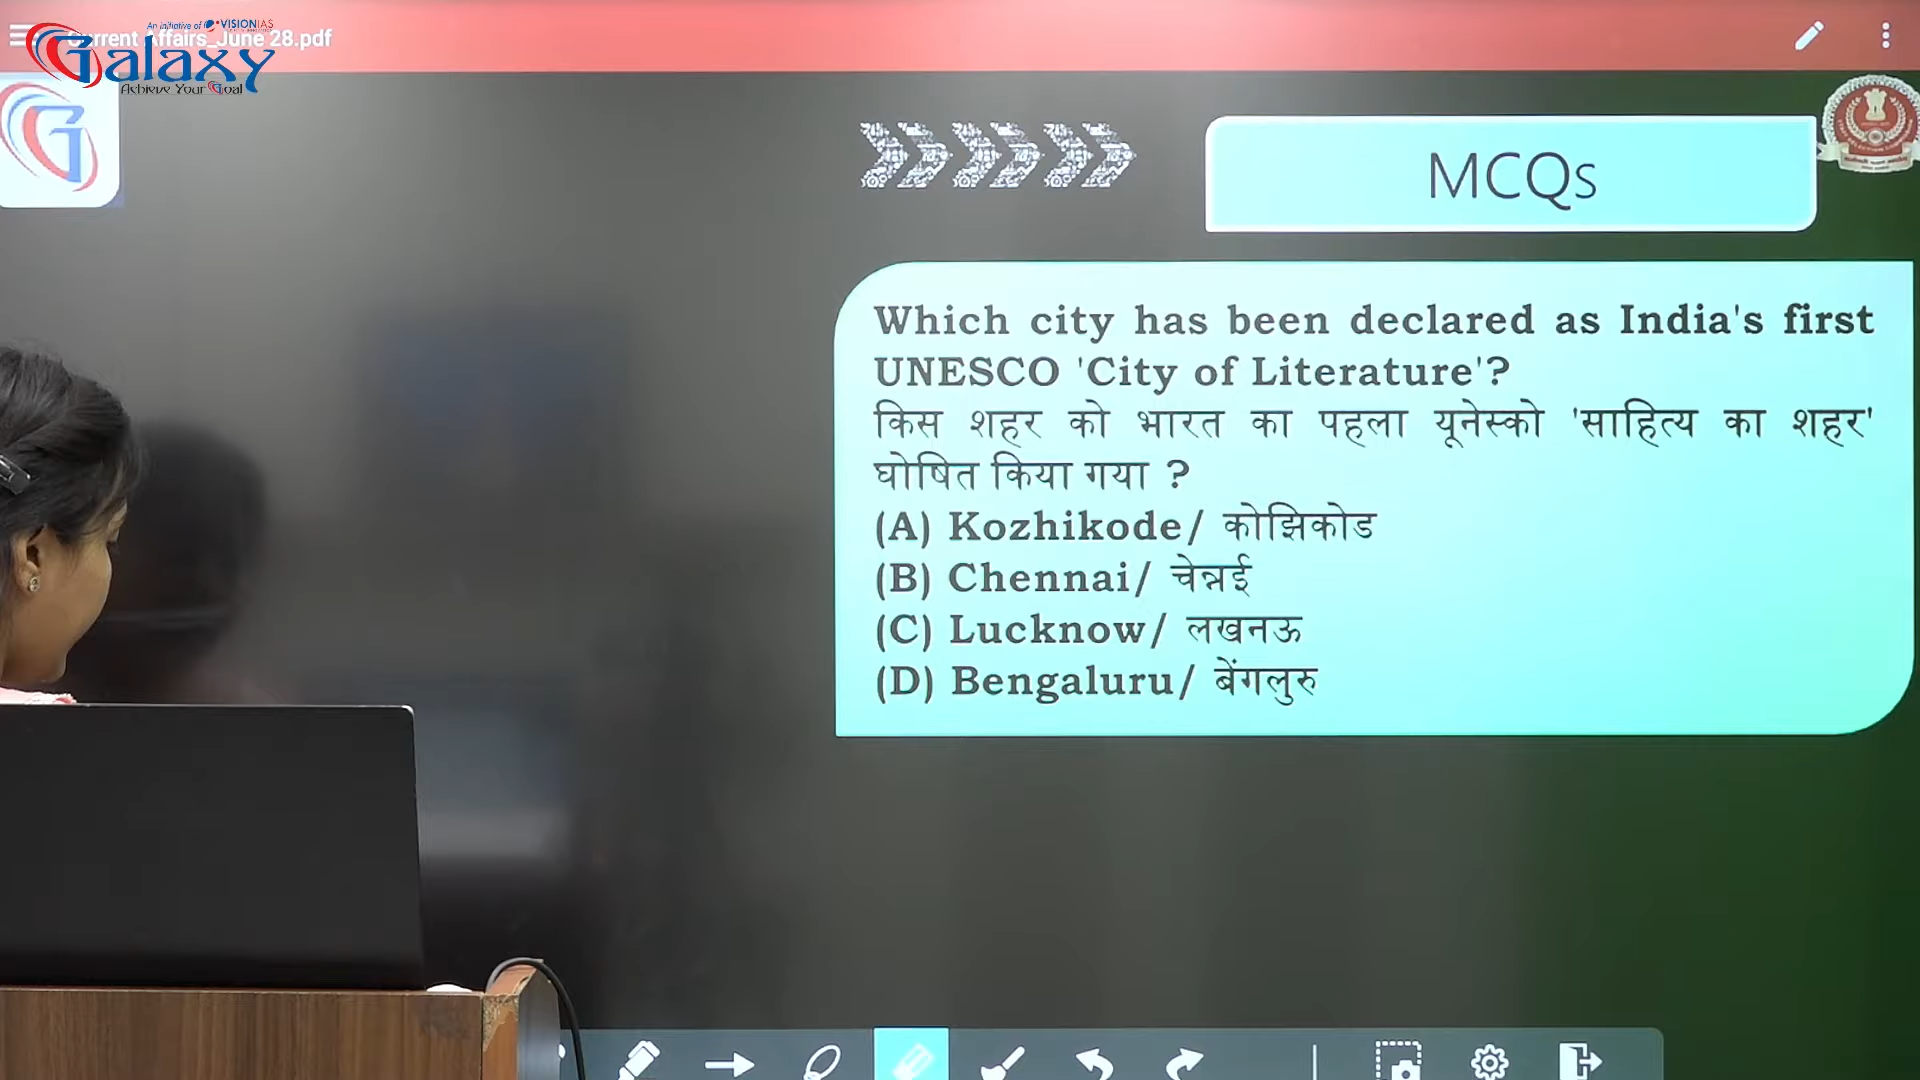 An initiative of VISIONIAS
Current Affairs_June 28.pdf
Galaxy
Achieve Your Goal
G
MCQs
Which city has been declared as India's first
UNESCO 'City of Literature'?
किस शहर को भारत का पहला यूनेस्को 'साहित्य का शहर'
घोषित किया गया ?
(A) Kozhikode/ कोझिकोड
(B) Chennai/ चेन्नई
(C) Lucknow/ लखनऊ
(D) Bengaluru/ बेंगलुरु